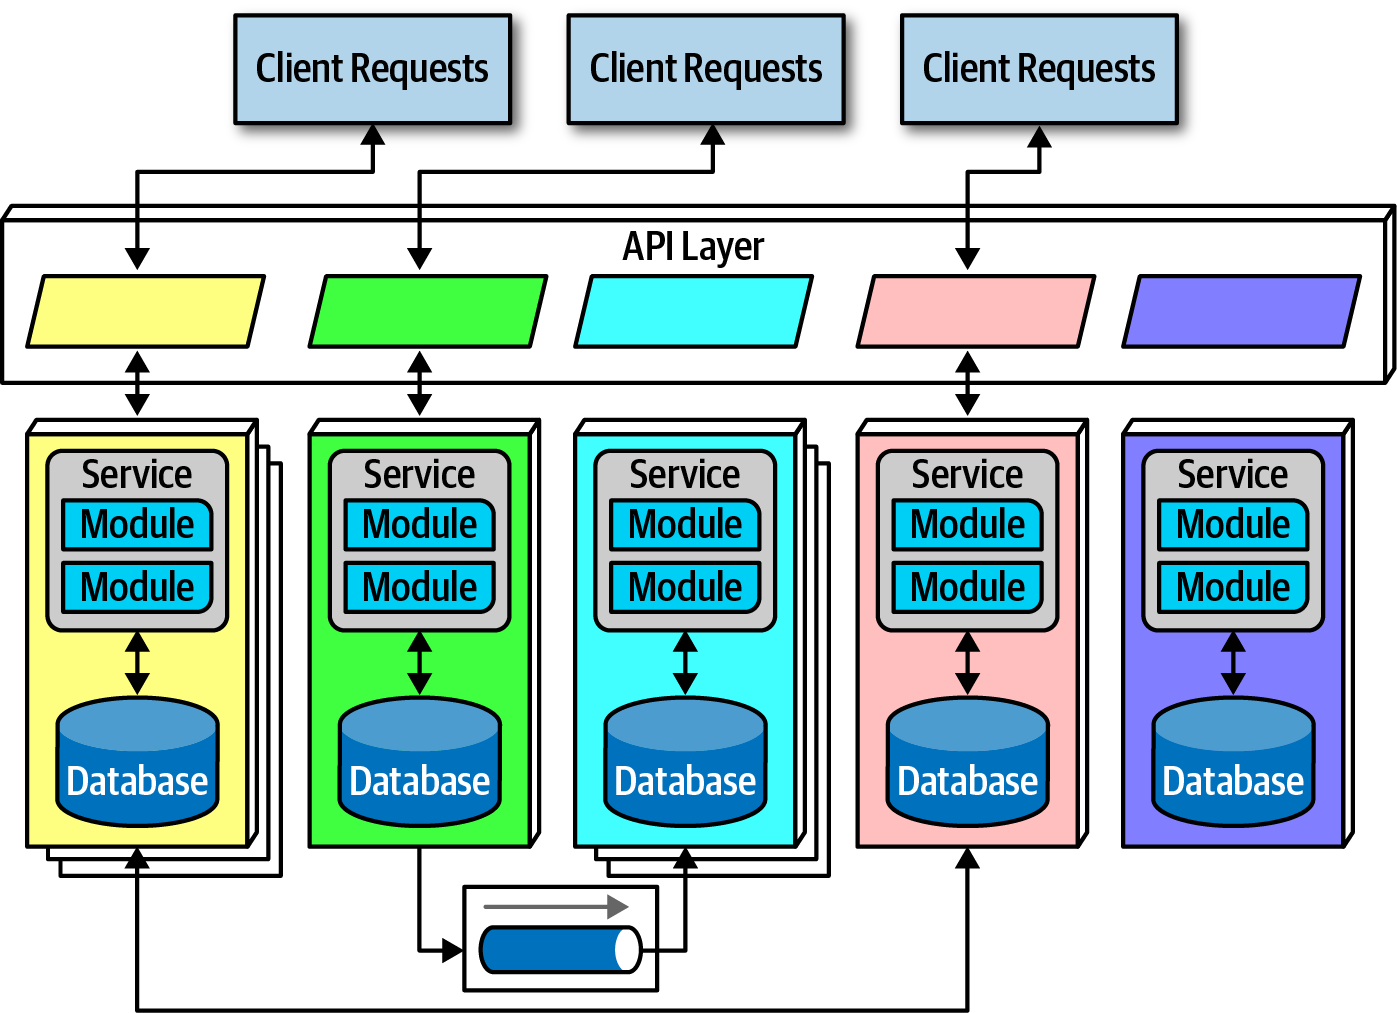 Client Requests
Client Requests
Client Requests
API Layer
Service
Module
Module
Database
Service
Module
Module
Database
Service
Module
Module
Database
Service
Module
Module
Database
Service
Module
Module
Database